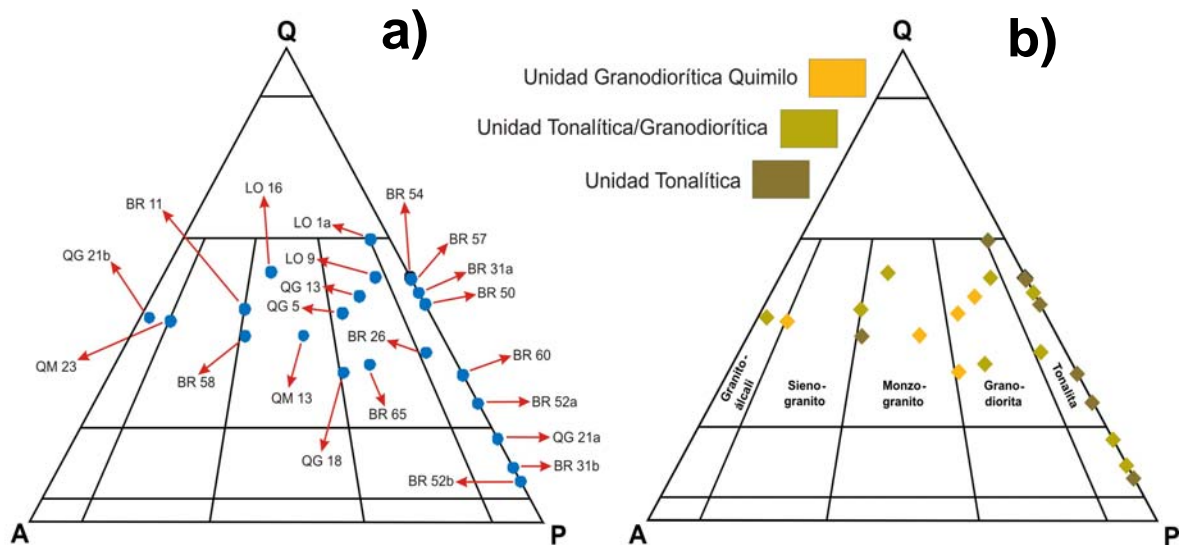 a)
Q
BR 11
LO 16
LO 1a
BR 54
BR 57
QG 21b
LO 9
BR 31a
QG 13
BR 50
QG 5
BR 26
QM 23
BR 58
QM 13
BR 65
BR 60
BR 52a
QG 18
QG 21a
BR 31b
BR 52b
A
P
b)
Q
Unidad Granodiorítica Quimilo
Unidad Tonalítica/Granodiorítica
Unidad Tonalítica
Granito-
álcali
Sieno-
granito
Monzo-
granito
Grano-
diorita
Tonalita
A
P